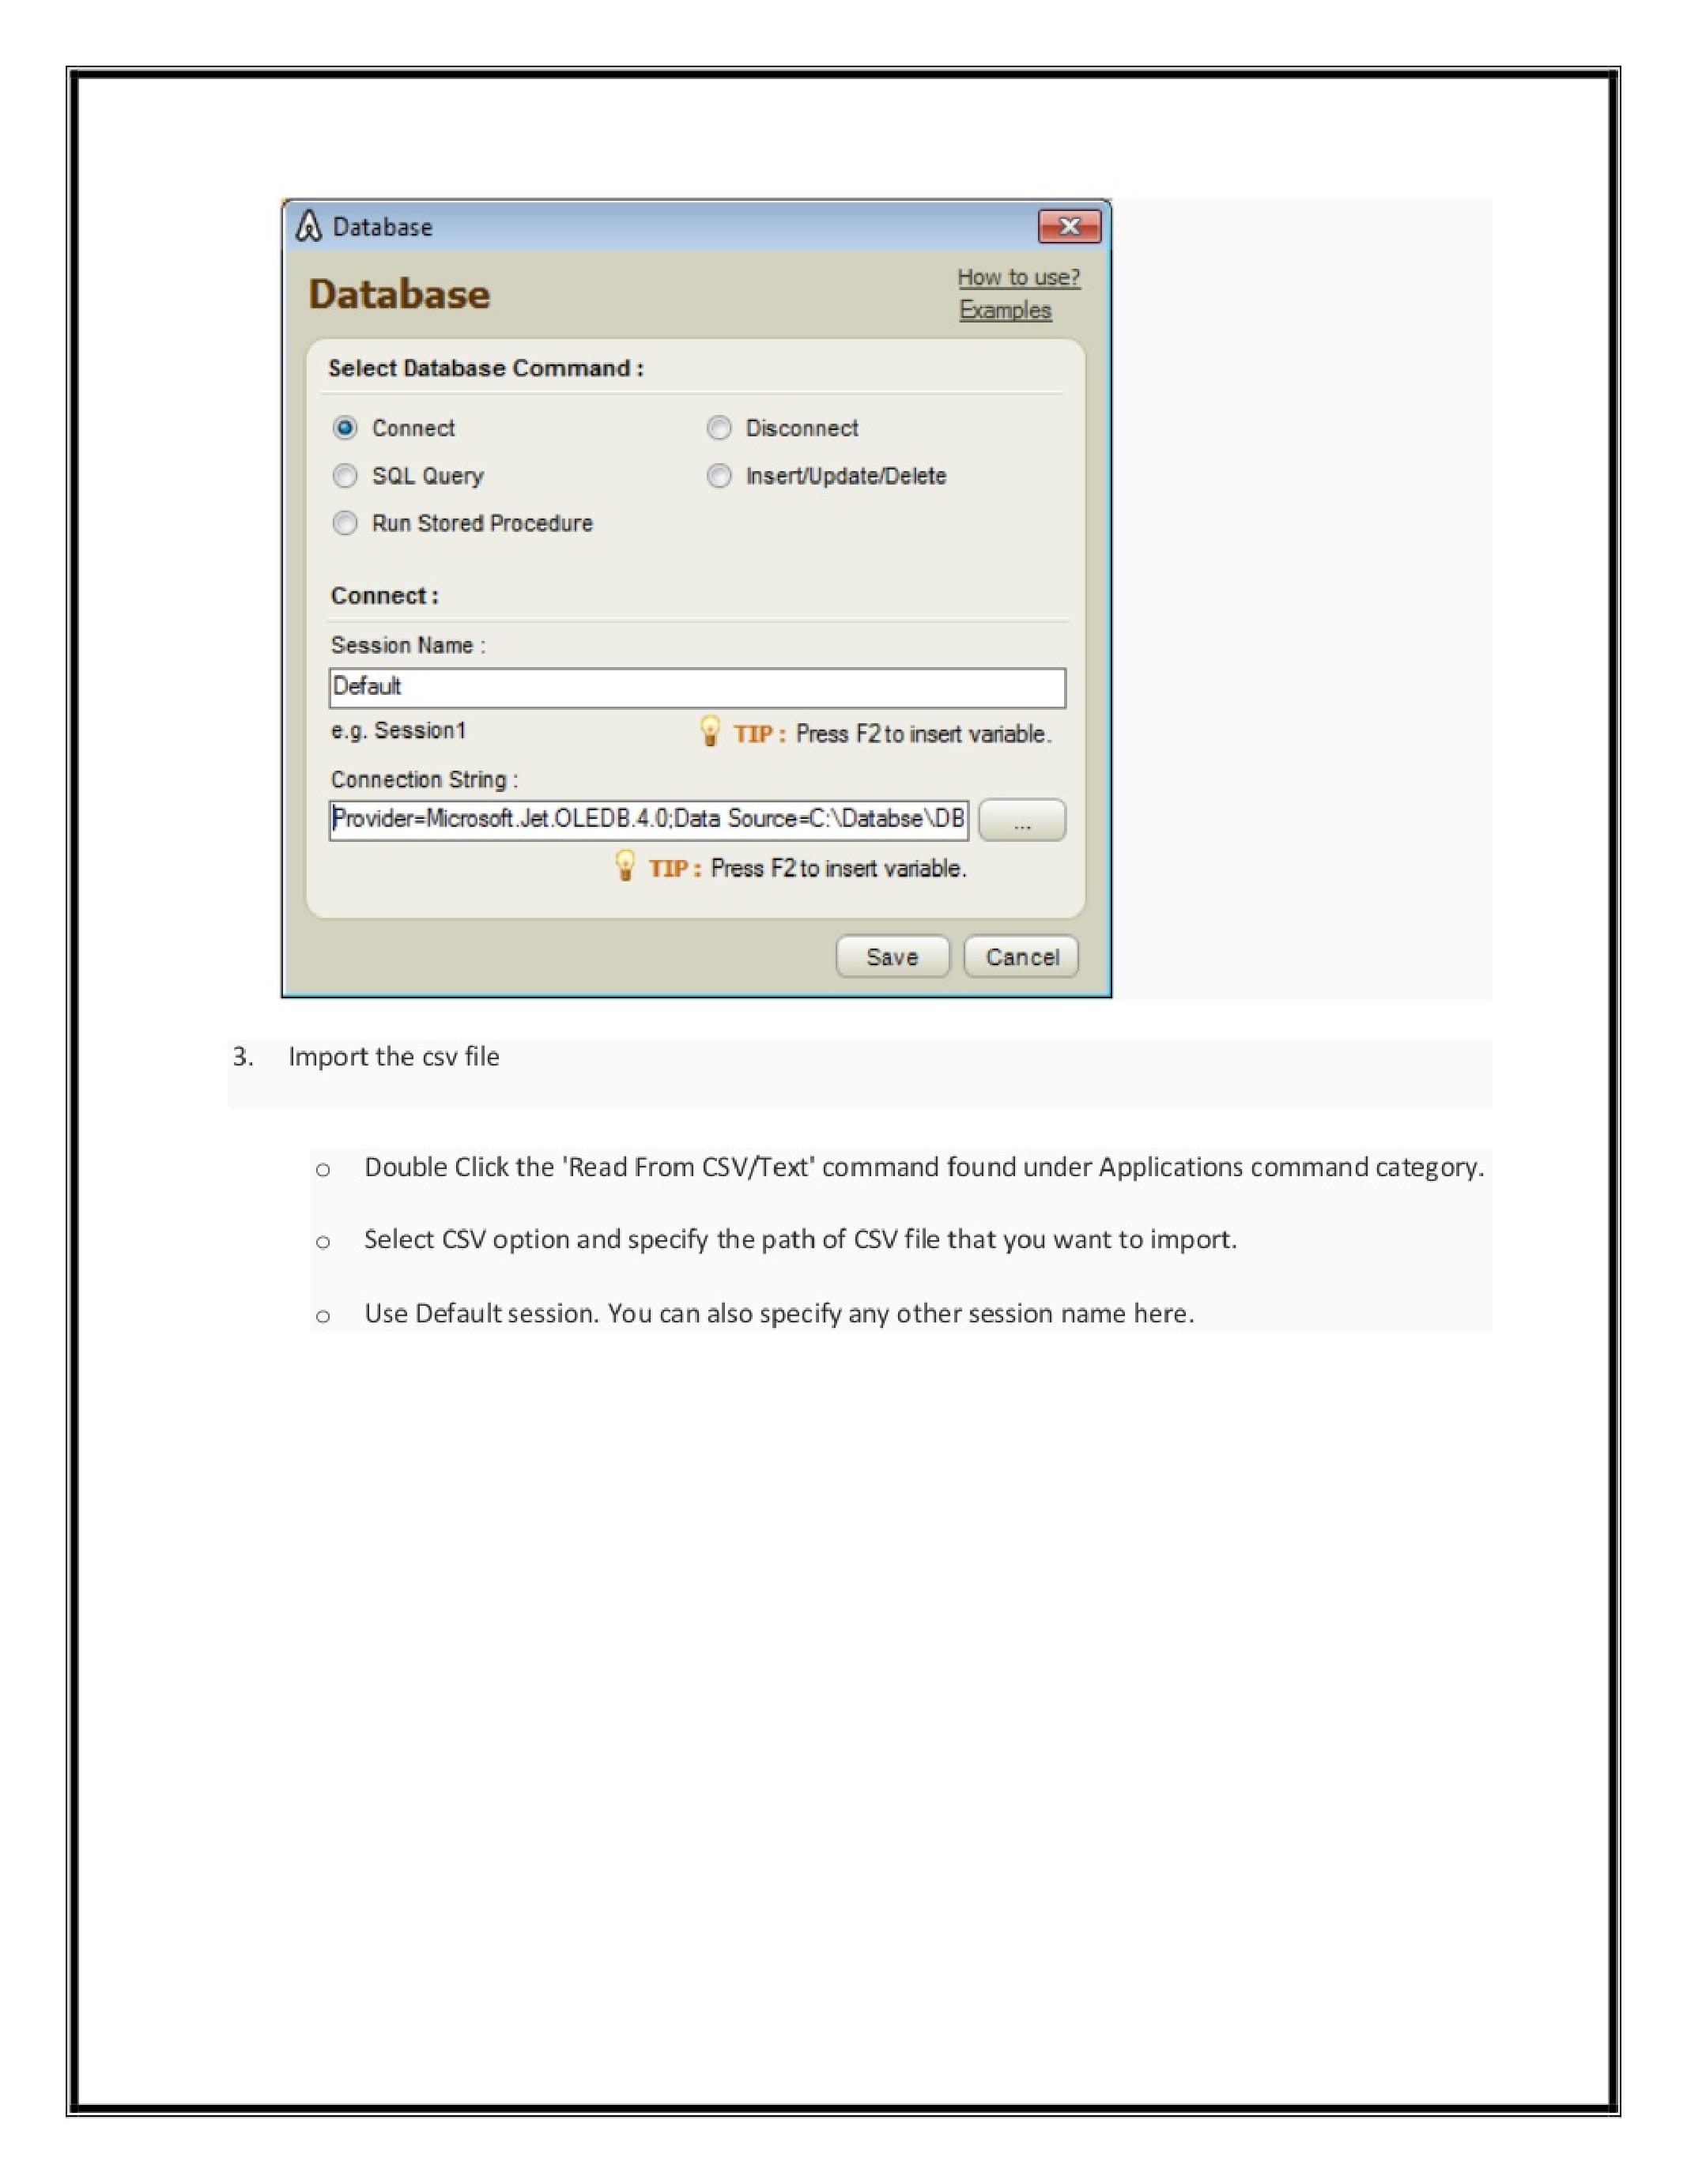 Database
Database
How to use?
Examples
Select Database Command :
Connect
Disconnect
SQL Query
Insert/Update/Delete
Run Stored Procedure
Connect :
Session Name :
Default
e.g. Session1
TIP : Press F2 to insert variable.
Connection String :
Provider=Microsoft.Jet.OLEDB.4.0;Data Source=C:\Databse\DB
...
TIP : Press F2 to insert variable.
Save
Cancel
3. Import the csv file
o Double Click the 'Read From CSV/Text' command found under Applications command category.
o Select CSV option and specify the path of CSV file that you want to import.
o Use Default session. You can also specify any other session name here.